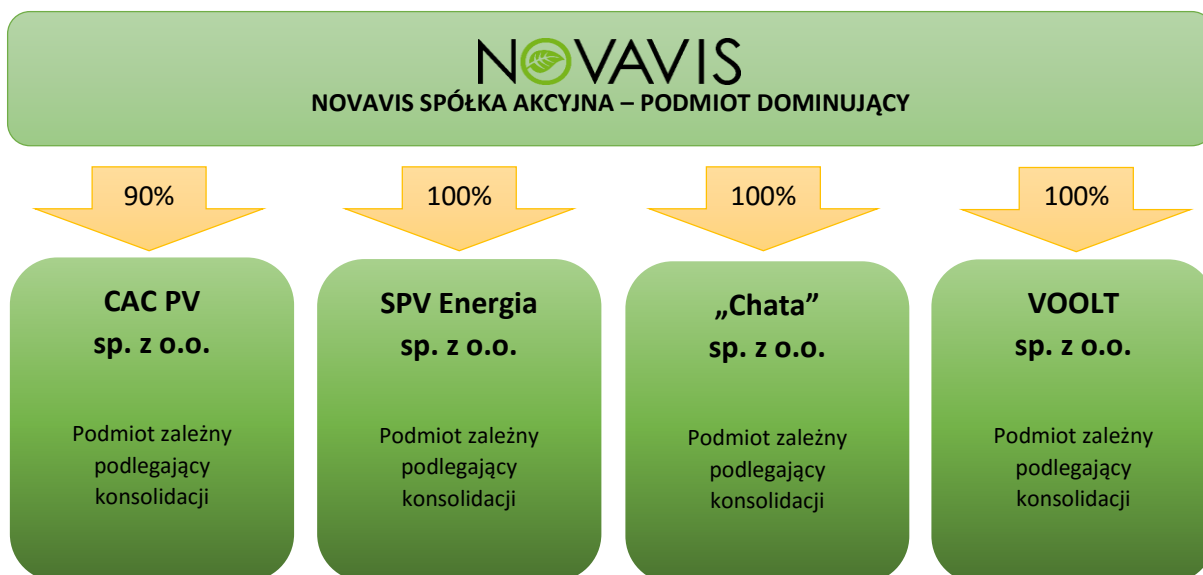 NOVAVIS
NOVAVIS SPÓŁKA AKCYJNA – PODMIOT DOMINUJĄCY
90%
100%
100%
100%
CAC PV
sp. z o.o.
Podmiot zależny
podlegający
konsolidacji
SPV Energia
sp. z o.o.
Podmiot zależny
podlegający
konsolidacji
„Chata”
sp. z o.o.
Podmiot zależny
podlegający
konsolidacji
VOOLT
sp. z o.o.
Podmiot zależny
podlegający
konsolidacji